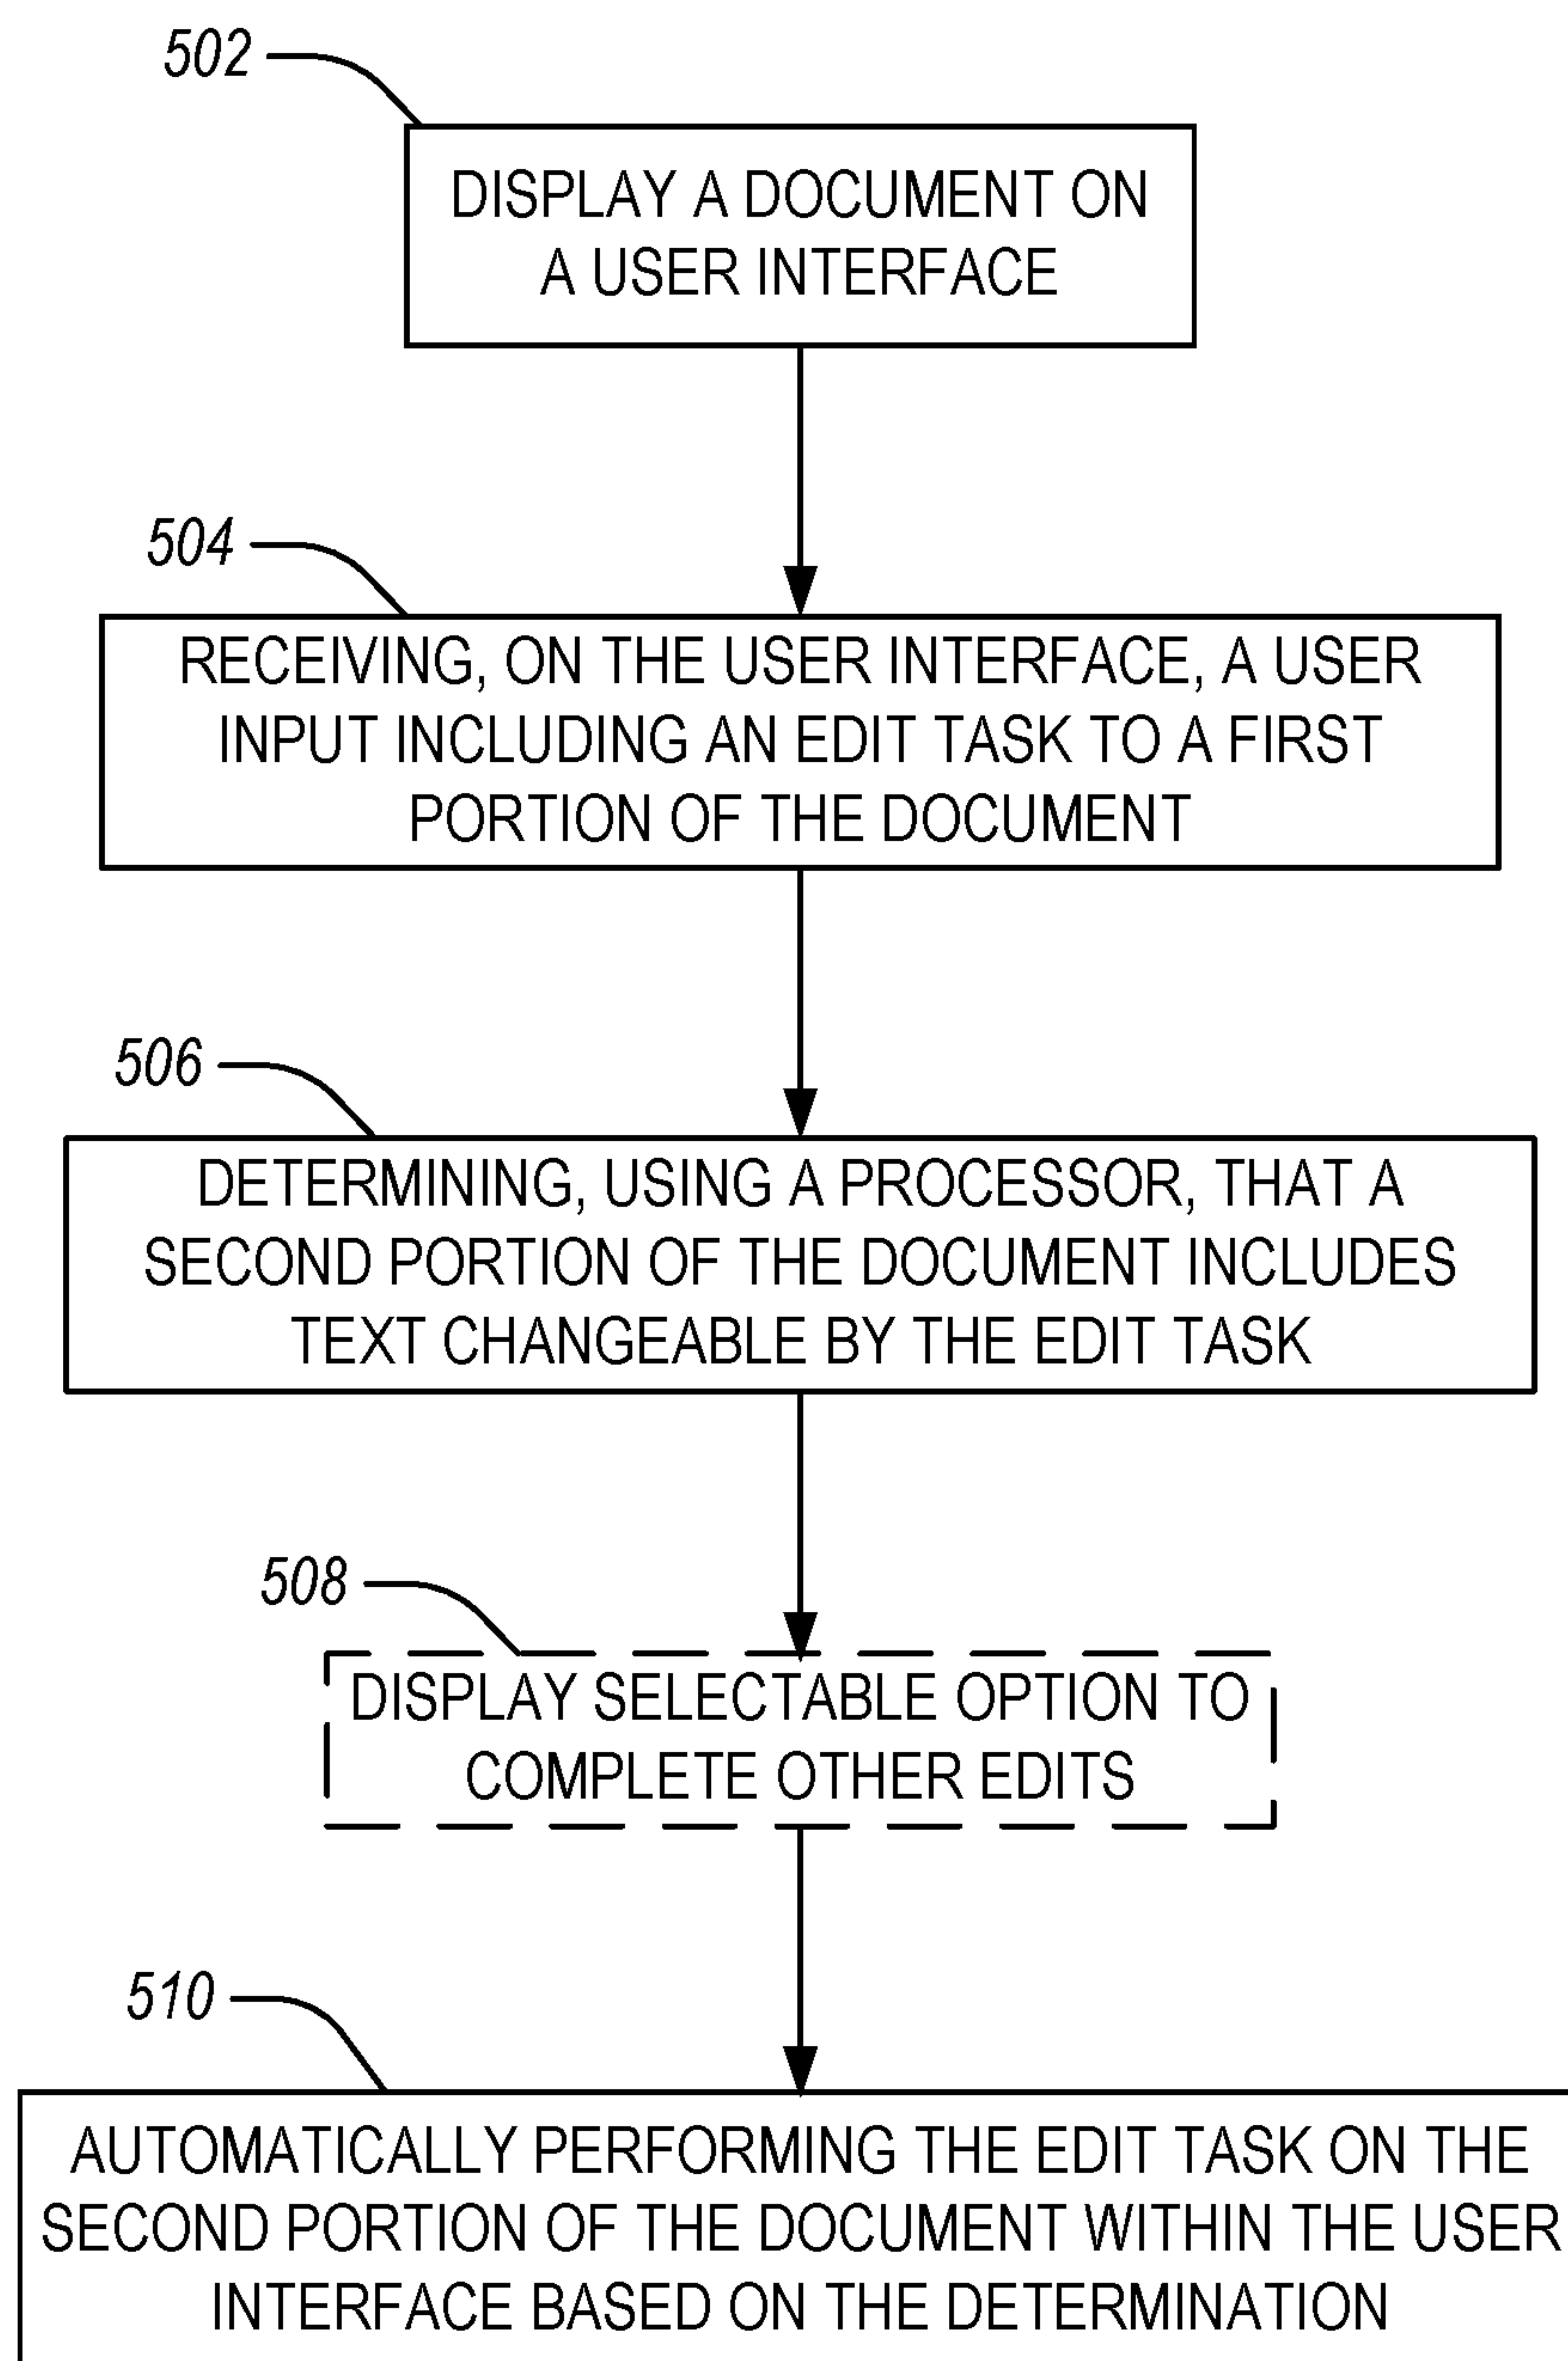 502
DISPLAY A DOCUMENT ON
A USER INTERFACE
504
RECEIVING, ON THE USER INTERFACE, A USER
INPUT INCLUDING AN EDIT TASK TO A FIRST
PORTION OF THE DOCUMENT
506
DETERMINING, USING A PROCESSOR, THAT A
SECOND PORTION OF THE DOCUMENT INCLUDES
TEXT CHANGEABLE BY THE EDIT TASK
508
DISPLAY SELECTABLE OPTION TO
COMPLETE OTHER EDITS
510
AUTOMATICALLY PERFORMING THE EDIT TASK ON THE
SECOND PORTION OF THE DOCUMENT WITHIN THE USER
INTERFACE BASED ON THE DETERMINATION